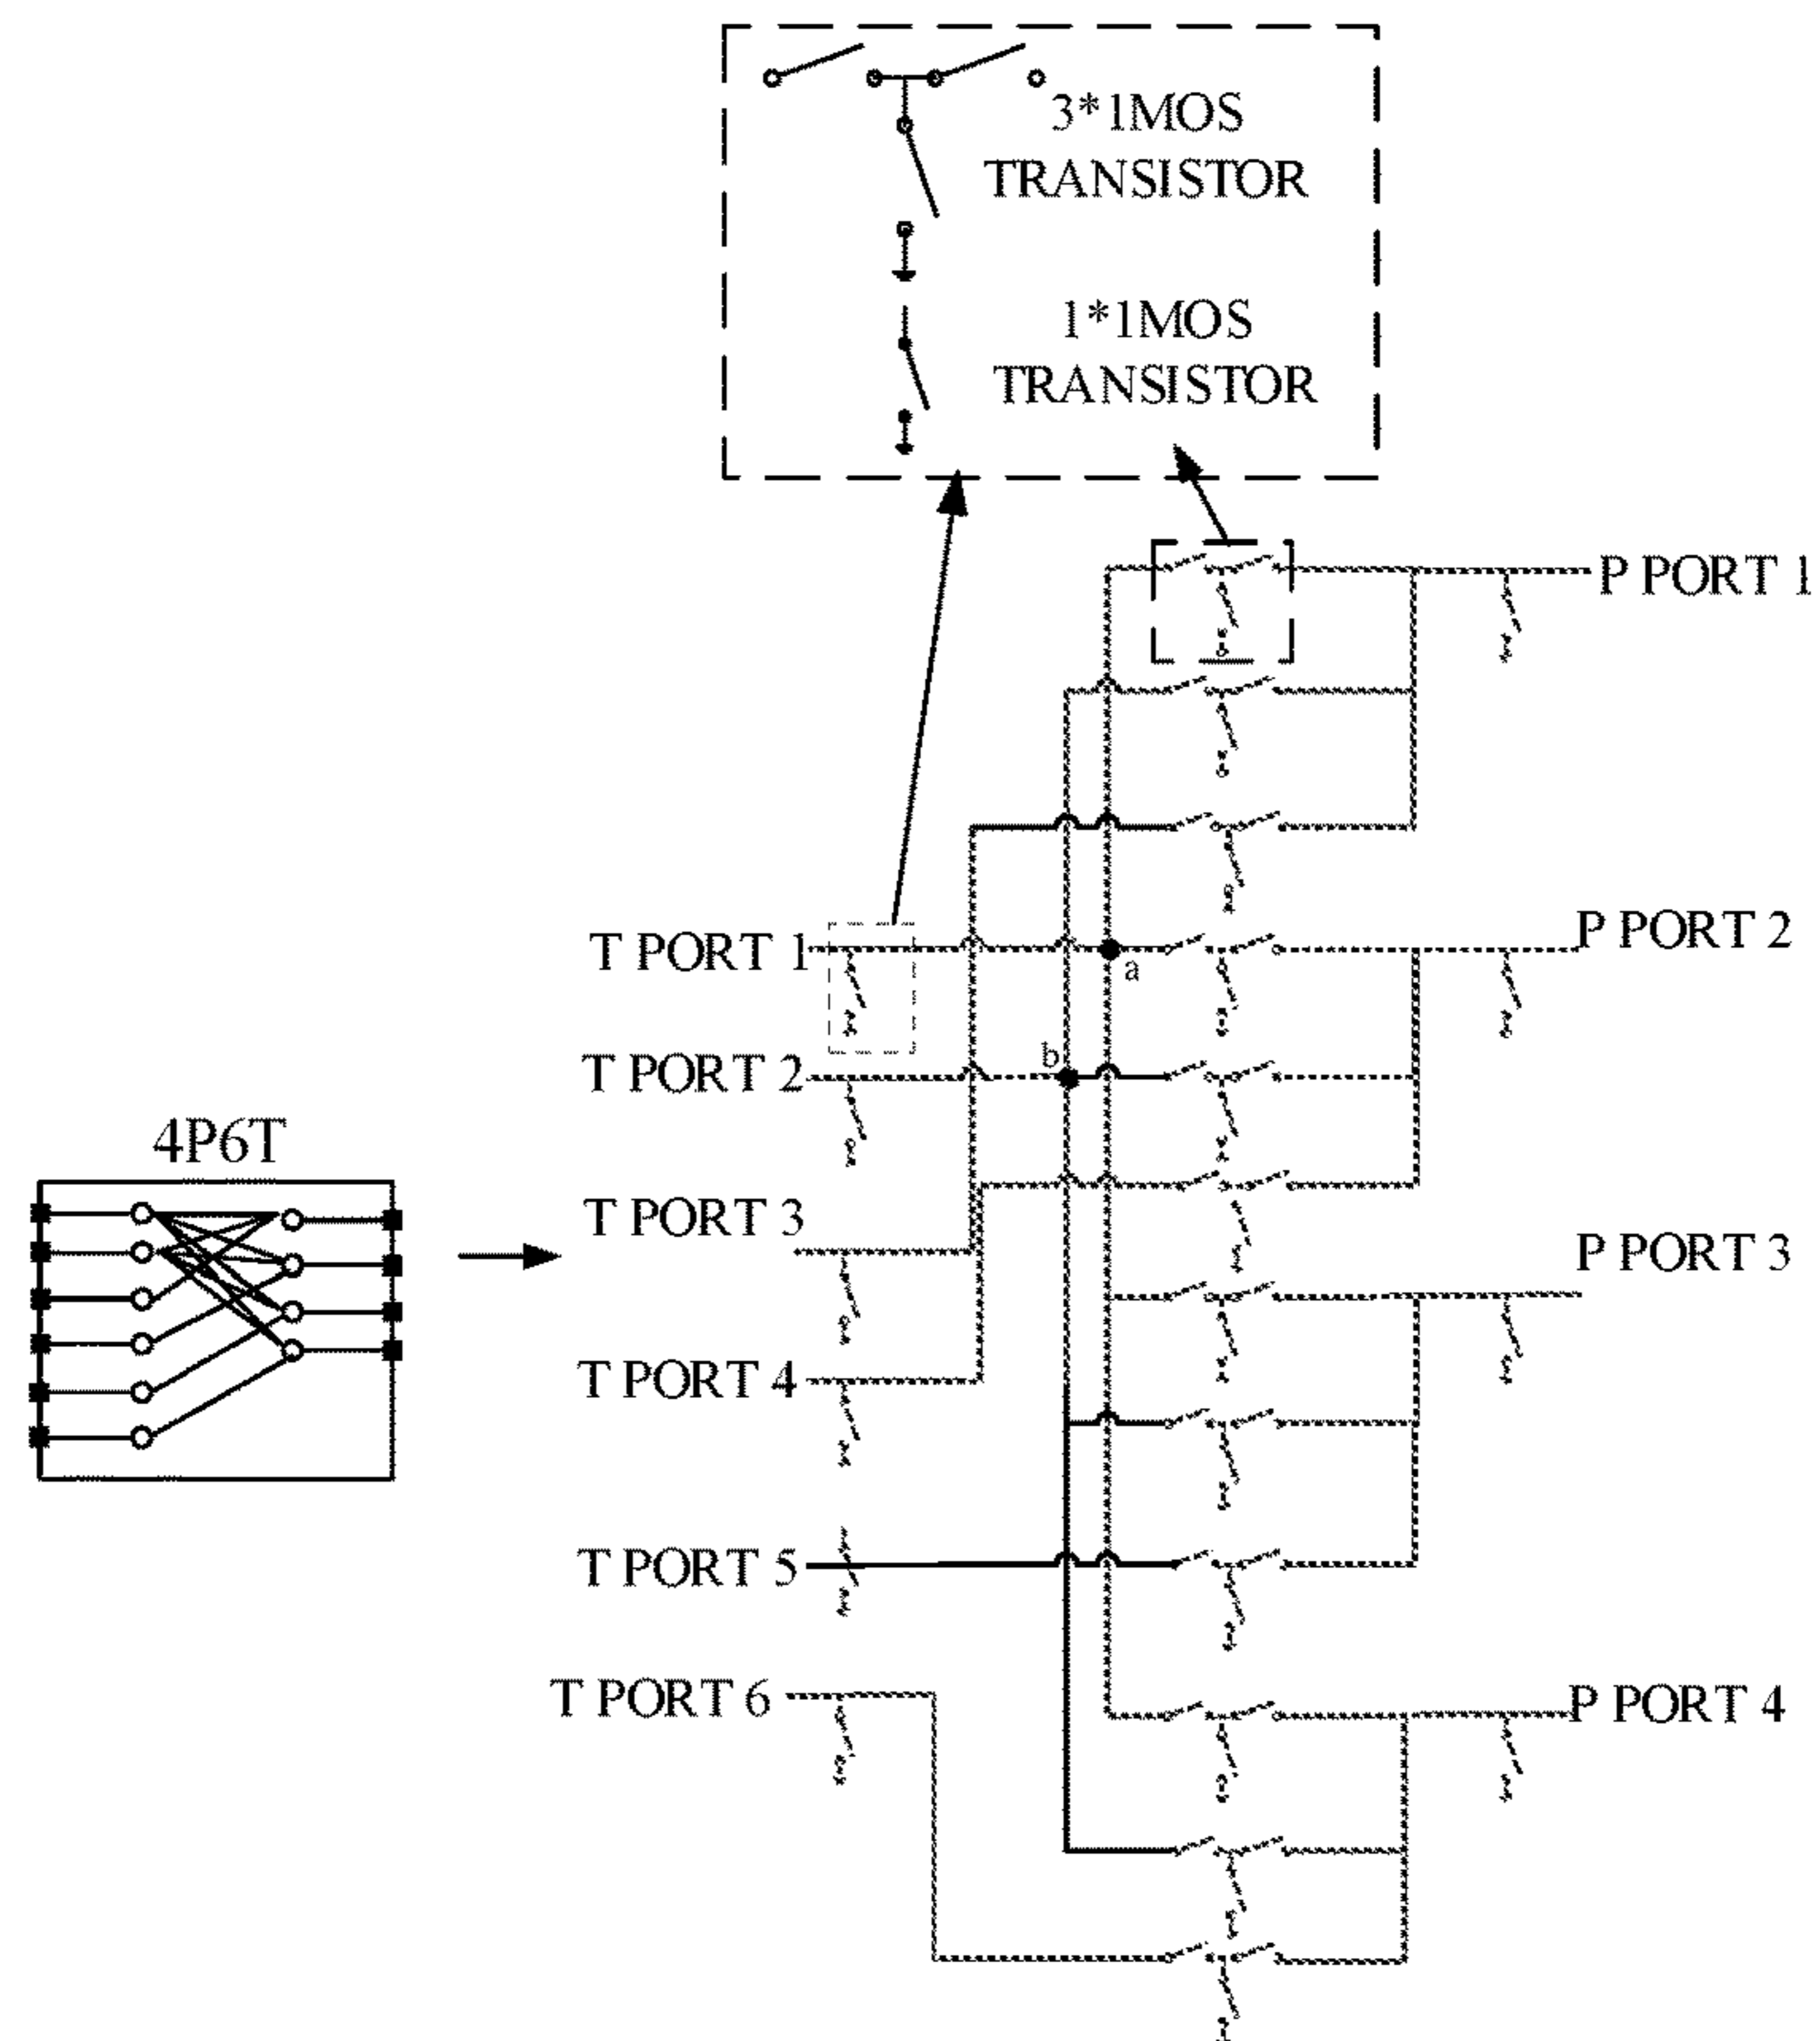 3*1MOS
TRANSISTOR
1*1MOS
TRANSISTOR
P PORT 1
T PORT 1
a
P PORT 2
T PORT 2
b
4P6T
T PORT 3
P PORT 3
T PORT 4
T PORT 5
T PORT 6
P PORT 4